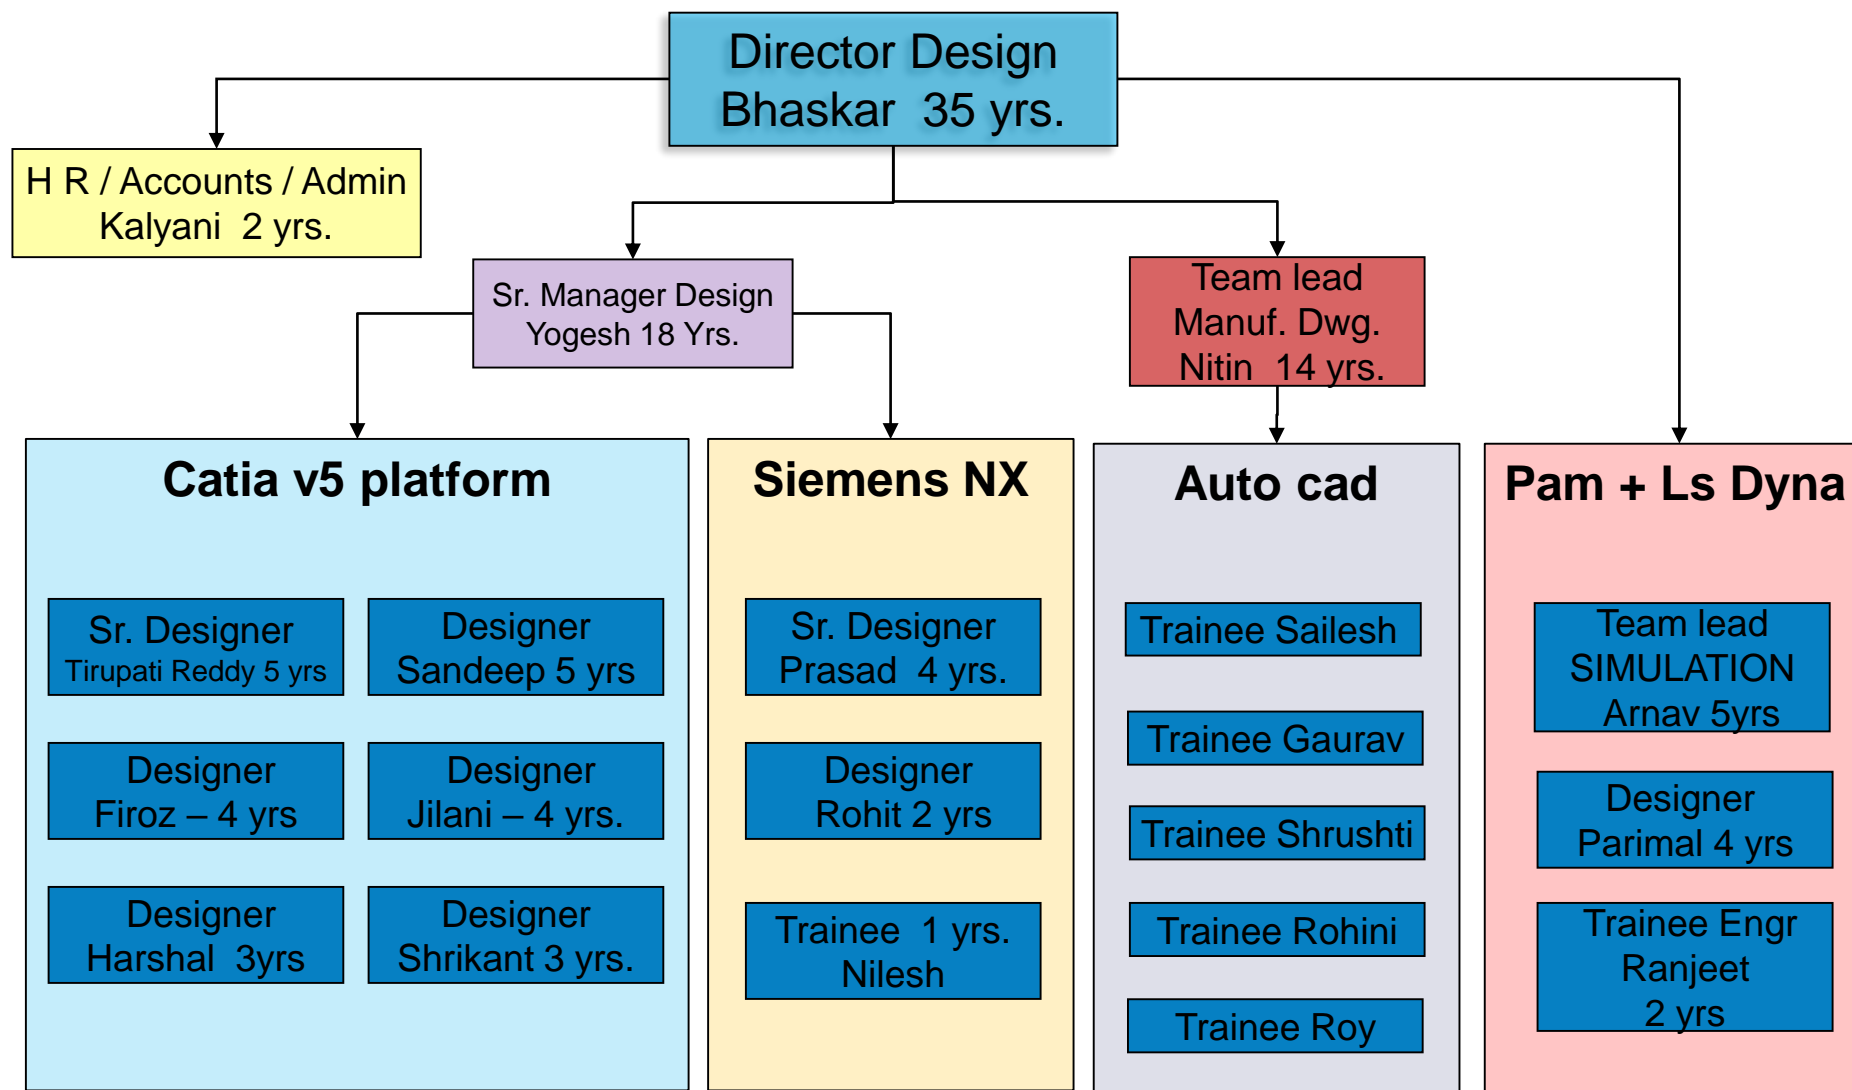 Director Design
Bhaskar  35 yrs.
H R / Accounts / Admin
Kalyani  2 yrs.
Sr. Manager Design
Yogesh 18 Yrs.
Team lead
Manuf. Dwg.
Nitin  14 yrs.
Catia v5 platform
Sr. Designer
Tirupati Reddy 5 yrs
Designer
Sandeep 5 yrs
Designer
Firoz – 4 yrs
Designer
Jilani – 4 yrs.
Designer
Harshal  3yrs
Designer
Shrikant 3 yrs.
Siemens NX
Sr. Designer
Prasad  4 yrs.
Designer
Rohit 2 yrs
Trainee  1 yrs.
Nilesh
Auto cad
Trainee Sailesh
Trainee Gaurav
Trainee Shrushti
Trainee Rohini
Trainee Roy
Pam + Ls Dyna
Team lead
SIMULATION
Arnav 5yrs
Designer
Parimal 4 yrs
Trainee Engr
Ranjeet
2 yrs